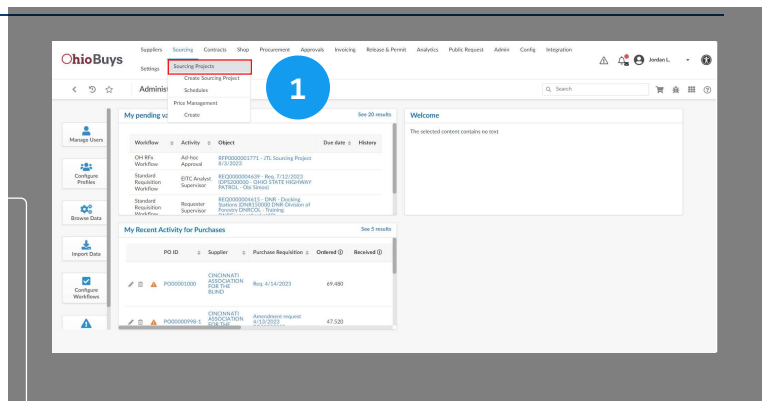 Suppliers Sourcing Contracts Shop Procurement Approvals Invoicing Release & Permit Analytics Public Request Admin Config Integration
OhioBuys
Jordan L.
Settings
Sourcing Projects
Create Sourcing Project
Schedules
Price Management
Create
1
Adminis
Search
My pending va
See 20 results
Welcome
The selected content contains no text
Manage Users
Configure Profiles
Browse Data
Import Data
Configure Workflows
Workflow Activity Object Due date History
OH RFx Workflow
Ad-hoc Approval
RFP0000001771 - JTL Sourcing Project 8/3/2023
Standard Requisition Workflow
EITC Analyst Supervisor
REQ0000004639 - Req. 7/12/2023
(DPS200000 - OHIO STATE HIGHWAY
PATROL - Obi Simosi)
Standard Requisition Workflow
Requester Supervisor
REQ0000004615 - DNR - Docking
Stations (DNR150000 DNR-Division of
Forestry DNRCOL - Training
My Recent Activity for Purchases
See 5 results
PO ID Supplier Purchase Requisition Ordered Received
PO00001000
CINCINNATI ASSOCIATION FOR THE BLIND
Req. 4/14/2023
69.480
PO00000998-1
CINCINNATI ASSOCIATION FOR THE
Amendment request 4/13/2023
47.520